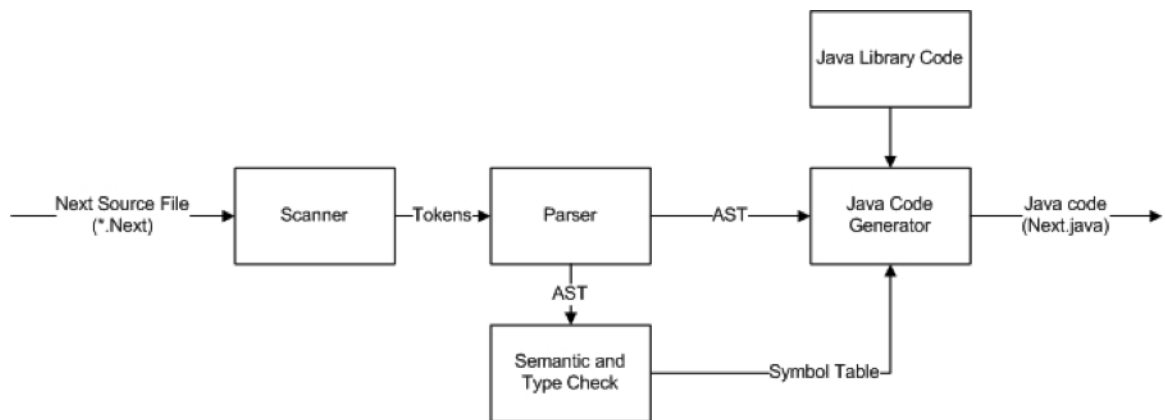 Java Library Code
Next Source File
(*.Next)
Scanner
Tokens
Parser
AST
Java Code
Generator
Java code
(Next.java)
AST
Semantic and
Type Check
Symbol Table